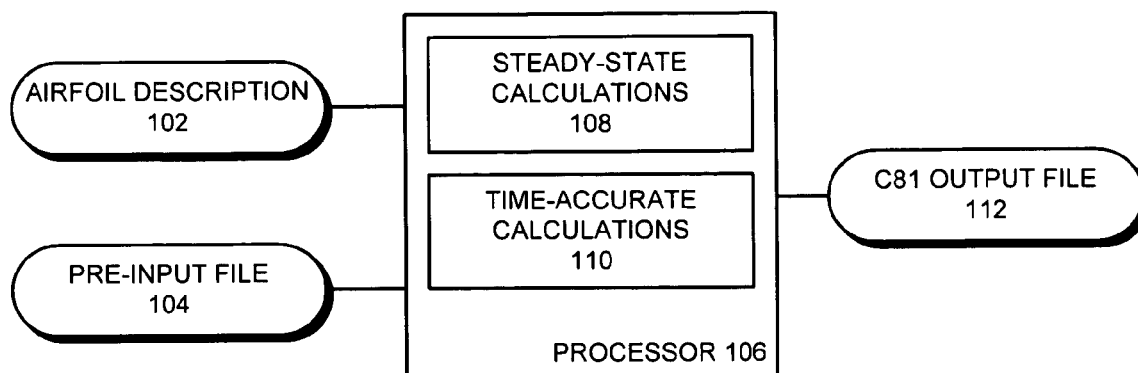 AIRFOIL DESCRIPTION
102
PRE-INPUT FILE
104
STEADY-STATE
CALCULATIONS
108
TIME-ACCURATE
CALCULATIONS
110
PROCESSOR 106
C81 OUTPUT FILE
112